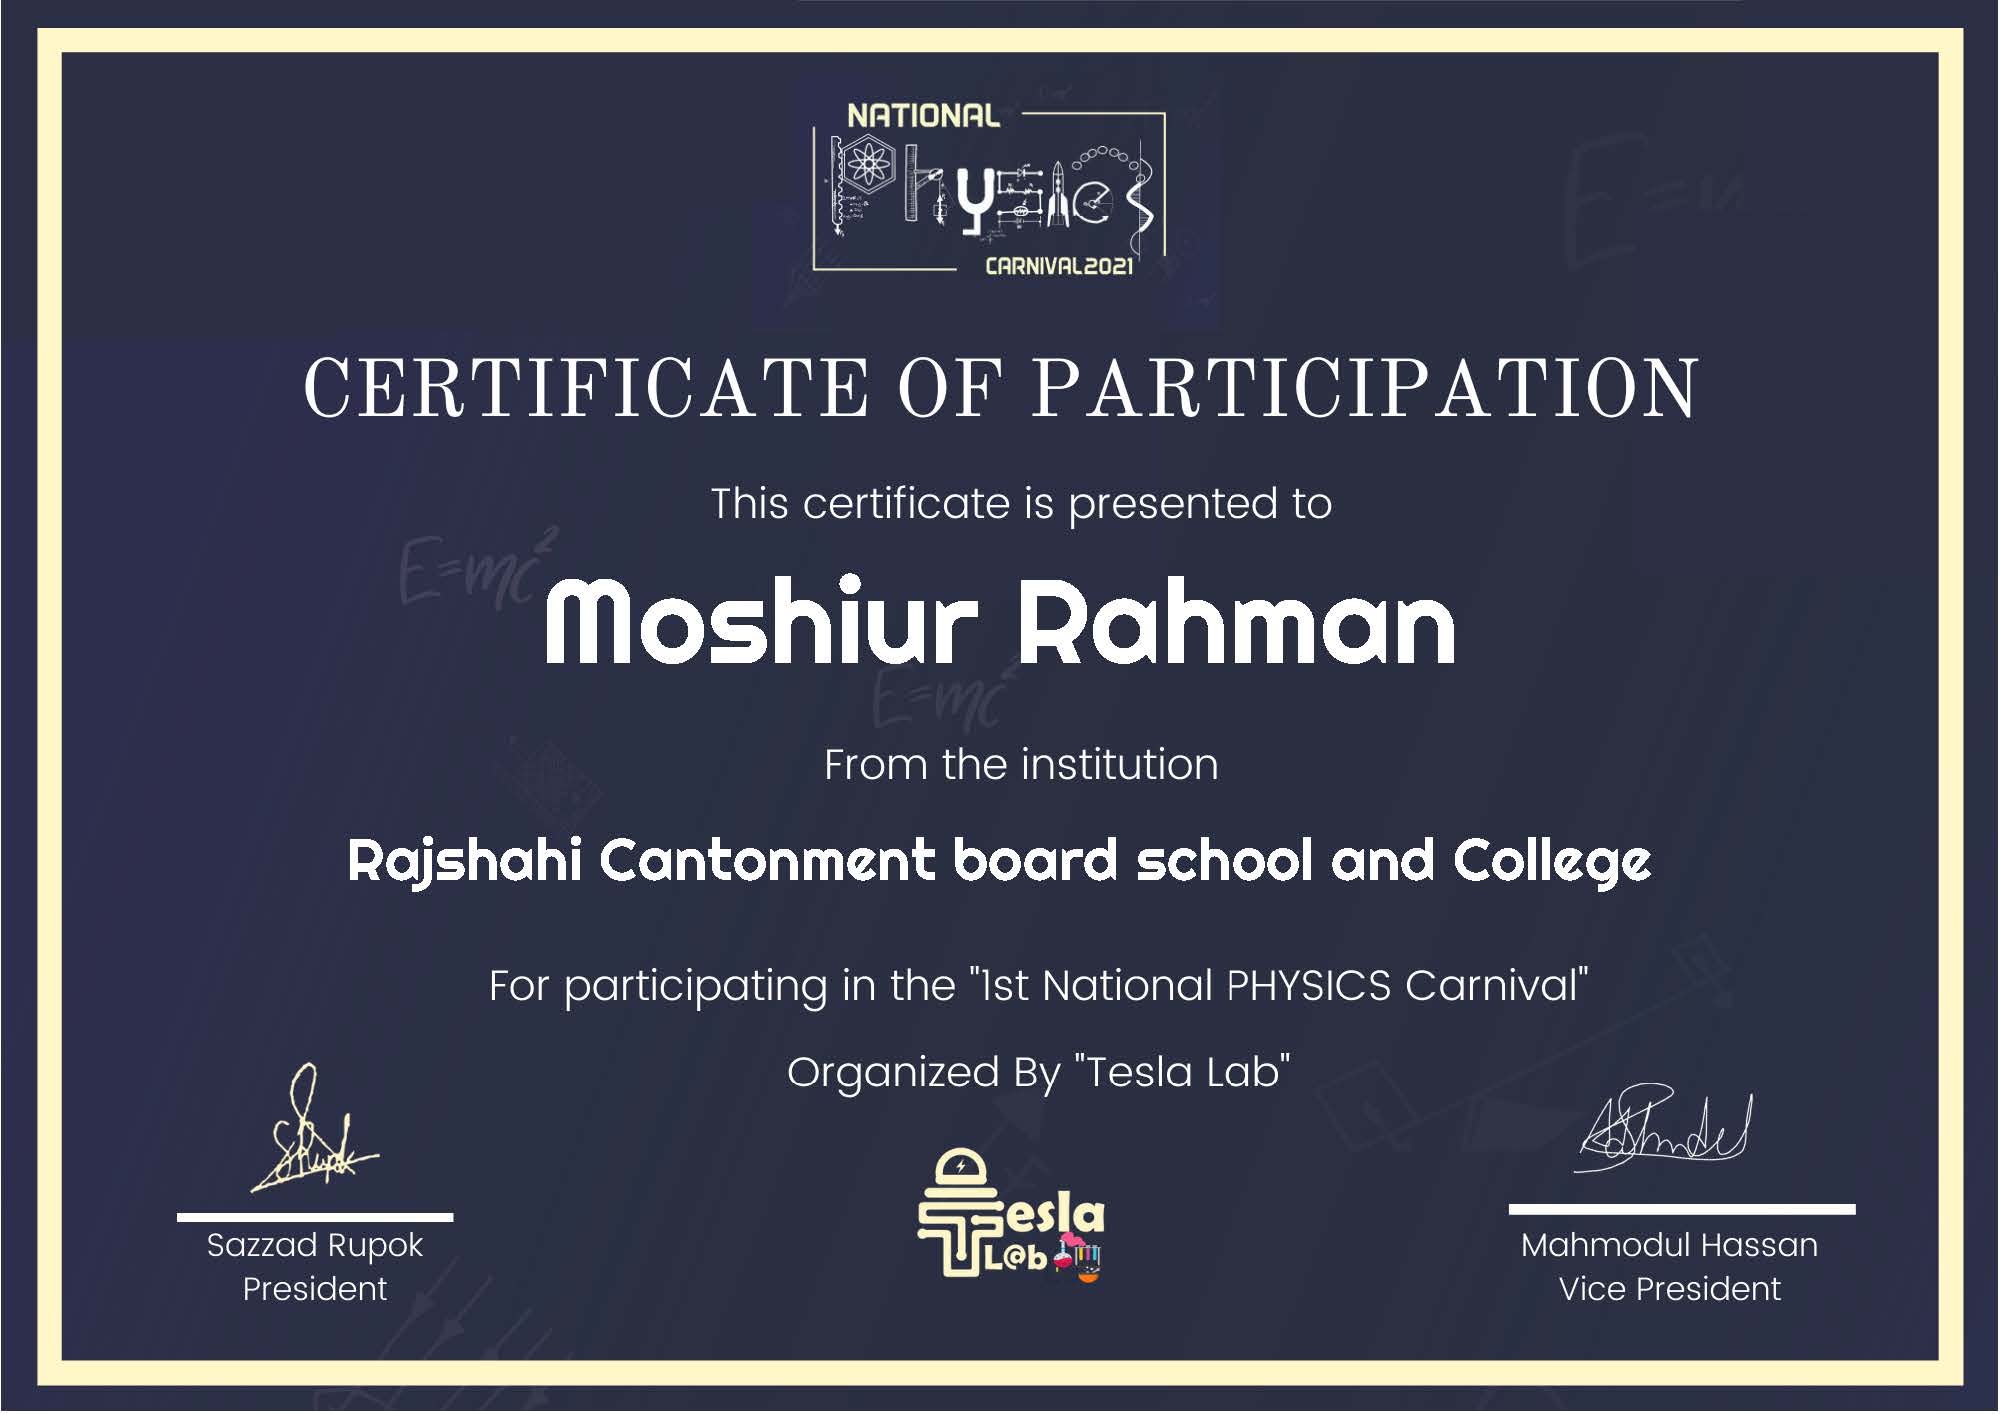 NATIONAL
Physics
CARNIVAL2021
CERTIFICATE OF PARTICIPATION
This certificate is presented to
E=mc²
Moshiur Rahman
E=mc²
From the institution
Rajshahi Cantonment board school and College
For participating in the "1st National PHYSICS Carnival"
Organized By "Tesla Lab"
Tesla
L@b
Sazzad Rupok
President
Mahmodul Hassan
Vice President